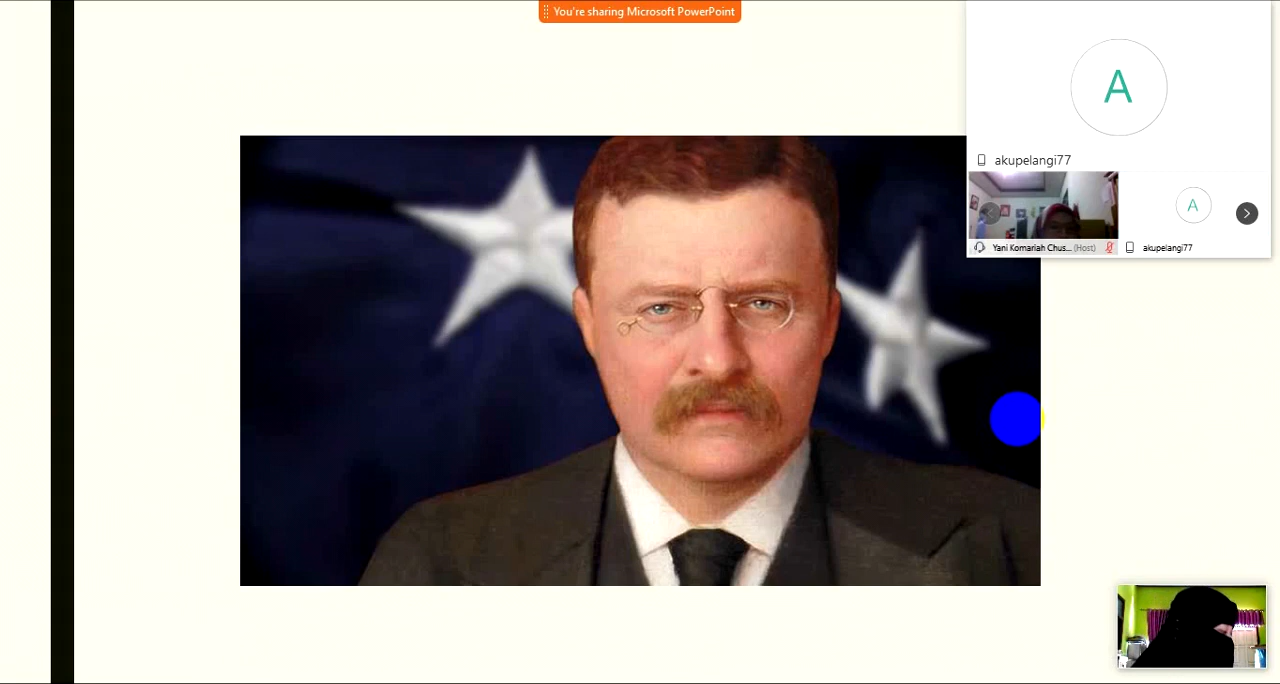 You're sharing Microsoft PowerPoint
A
akupelangi77
A
Yani Komariah Chus... (Host)
akupelangi77